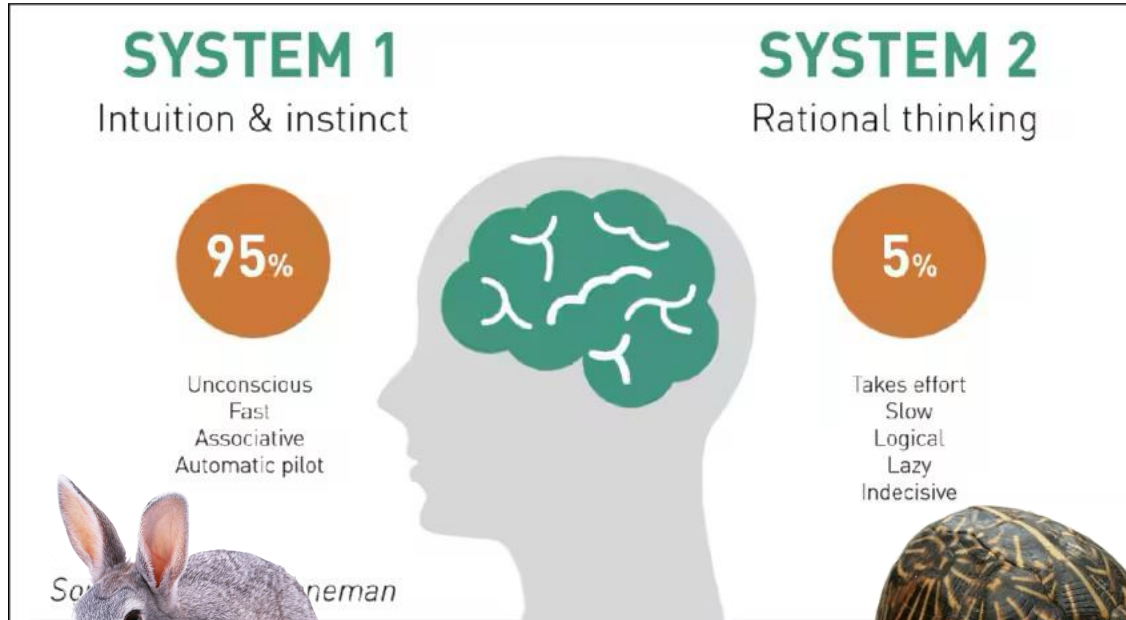 SYSTEM 1
Intuition & instinct
95%
Unconscious
Fast
Associative
Automatic pilot
SYSTEM 2
Rational thinking
5%
Takes effort
Slow
Logical
Lazy
Indecisive